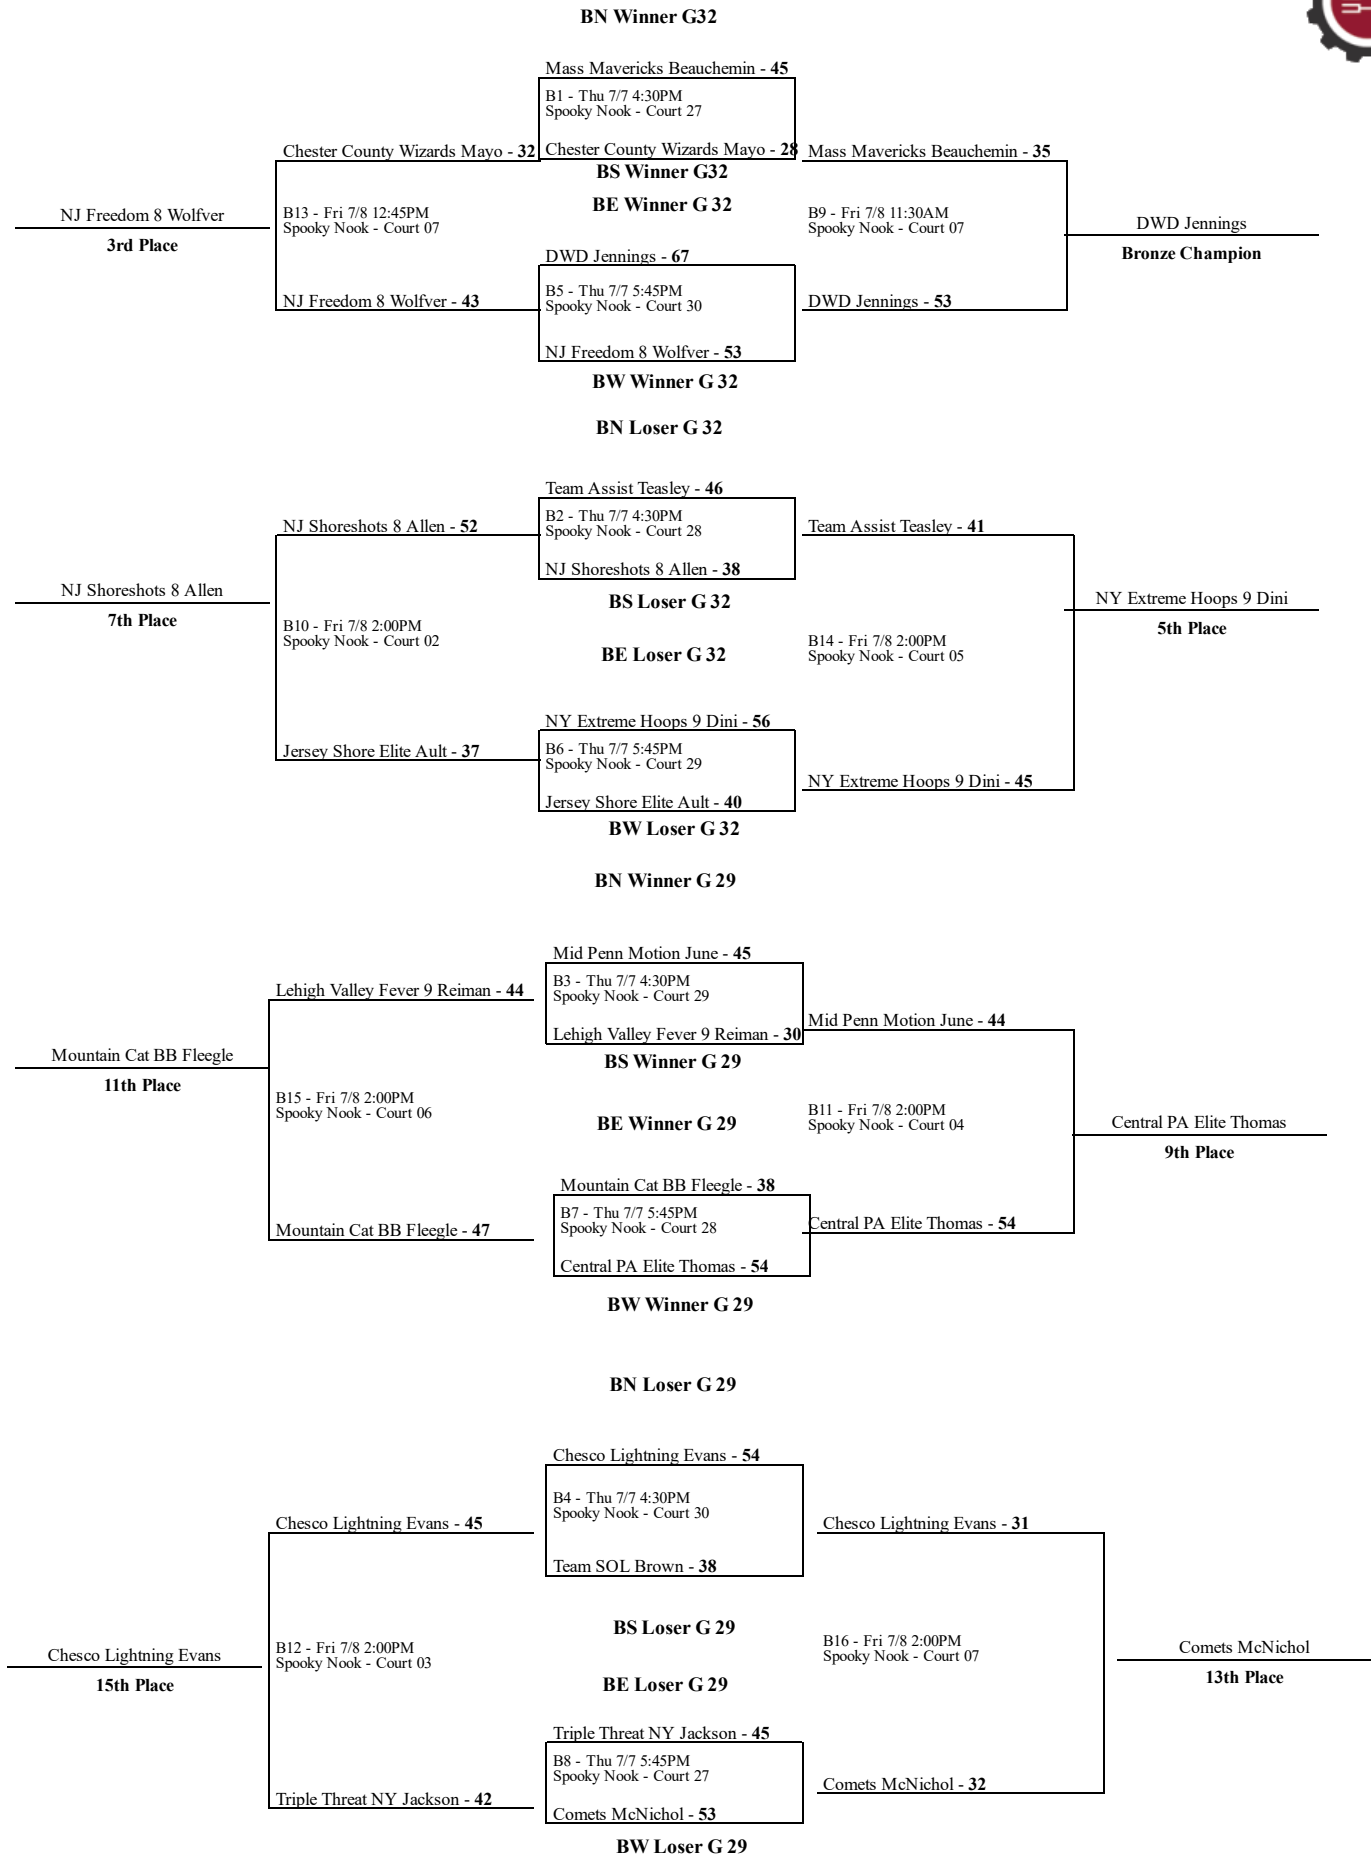 BN Winner G32
Mass Mavericks Beauchemin - 45
B1 - Thu 7/7 4:30PM
Spooky Nook - Court 27
Chester County Wizards Mayo - 32
Chester County Wizards Mayo - 28
Mass Mavericks Beauchemin - 35
BS Winner G32
BE Winner G 32
NJ Freedom 8 Wolfver
3rd Place
B13 - Fri 7/8 12:45PM
Spooky Nook - Court 07
B9 - Fri 7/8 11:30AM
Spooky Nook - Court 07
DWD Jennings
Bronze Champion
DWD Jennings - 67
B5 - Thu 7/7 5:45PM
Spooky Nook - Court 30
NJ Freedom 8 Wolfver - 43
DWD Jennings - 53
NJ Freedom 8 Wolfver - 53
BW Winner G 32
BN Loser G 32
Team Assist Teasley - 46
B2 - Thu 7/7 4:30PM
Spooky Nook - Court 28
NJ Shoreshots 8 Allen - 52
Team Assist Teasley - 41
NJ Shoreshots 8 Allen - 38
BS Loser G 32
NJ Shoreshots 8 Allen
7th Place
B10 - Fri 7/8 2:00PM
Spooky Nook - Court 02
BE Loser G 32
B14 - Fri 7/8 2:00PM
Spooky Nook - Court 05
NY Extreme Hoops 9 Dini
5th Place
NY Extreme Hoops 9 Dini - 56
B6 - Thu 7/7 5:45PM
Spooky Nook - Court 29
Jersey Shore Elite Ault - 37
NY Extreme Hoops 9 Dini - 45
Jersey Shore Elite Ault - 40
BW Loser G 32
BN Winner G 29
Mid Penn Motion June - 45
B3 - Thu 7/7 4:30PM
Spooky Nook - Court 29
Lehigh Valley Fever 9 Reiman - 44
Mid Penn Motion June - 44
Lehigh Valley Fever 9 Reiman - 30
BS Winner G 29
Mountain Cat BB Fleegle
11th Place
B15 - Fri 7/8 2:00PM
Spooky Nook - Court 06
BE Winner G 29
B11 - Fri 7/8 2:00PM
Spooky Nook - Court 04
Central PA Elite Thomas
9th Place
Mountain Cat BB Fleegle - 38
B7 - Thu 7/7 5:45PM
Spooky Nook - Court 28
Mountain Cat BB Fleegle - 47
Central PA Elite Thomas - 54
Central PA Elite Thomas - 54
BW Winner G 29
BN Loser G 29
Chesco Lightning Evans - 54
B4 - Thu 7/7 4:30PM
Spooky Nook - Court 30
Chesco Lightning Evans - 45
Chesco Lightning Evans - 31
Team SOL Brown - 38
BS Loser G 29
Chesco Lightning Evans
15th Place
B12 - Fri 7/8 2:00PM
Spooky Nook - Court 03
BE Loser G 29
B16 - Fri 7/8 2:00PM
Spooky Nook - Court 07
Comets McNichol
13th Place
Triple Threat NY Jackson - 45
B8 - Thu 7/7 5:45PM
Spooky Nook - Court 27
Triple Threat NY Jackson - 42
Comets McNichol - 32
Comets McNichol - 53
BW Loser G 29